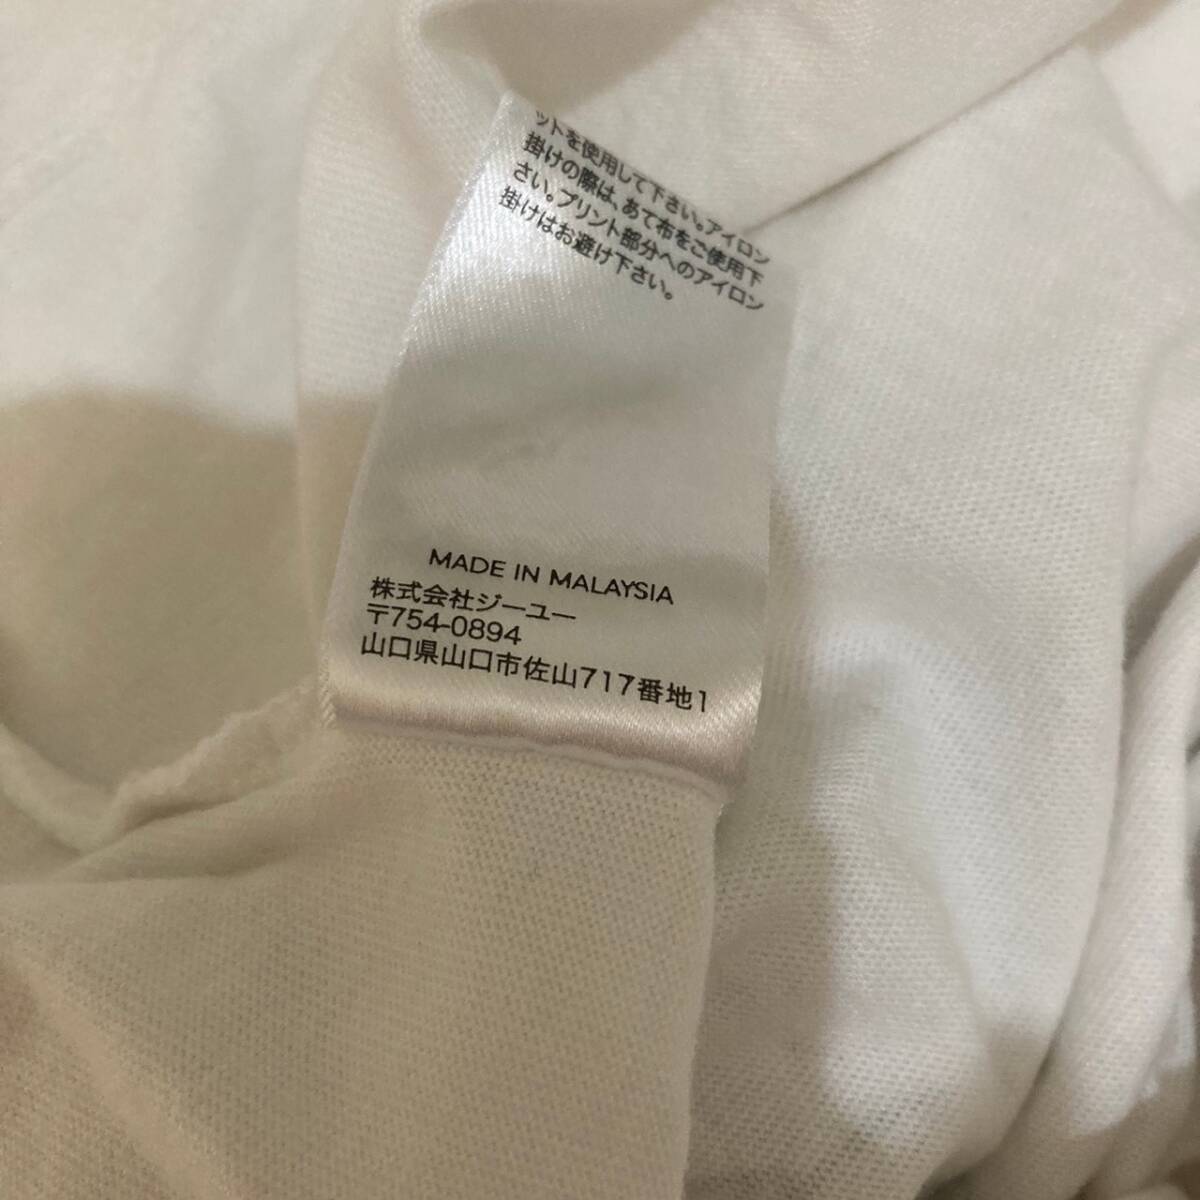 ットを使用して下さい。アイロン
掛けの際は、あて布をご使用下
さい。プリント部分へのアイロン
掛けはお避け下さい。
MADE IN MALAYSIA
株式会社ジーユー
〒754-0894
山口県山口市佐山717番地1